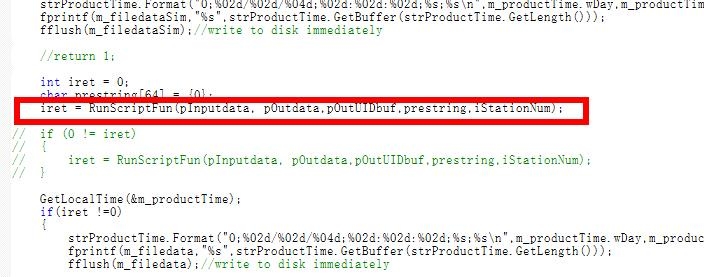 strProductTime.Format("0;%02d/%02d/%04d;%02d:%02d:%02d;%s;%s\n",m_productTime.wDay,m_productTime.
fprintf(m_filedataSim,"%s",strProductTime.GetBuffer(strProductTime.GetLength()));
fflush(m_filedataSim);//write to disk immediately
//return 1;
int iret = 0;
char prestring[64] = {0};
iret = RunScriptFun(pInputdata, pOutdata,pOutUIDbuf,prestring,iStationNum);
// if (0 != iret)
// {
// iret = RunScriptFun(pInputdata, pOutdata,pOutUIDbuf,prestring,iStationNum);
// }
GetLocalTime(&m_productTime);
if(iret !=0)
{
strProductTime.Format("0;%02d/%02d/%04d;%02d:%02d:%02d;%s;%s\n",m_productTime.wDay,m_produc
fprintf(m_filedata,"%s",strProductTime.GetBuffer(strProductTime.GetLength()));
fflush(m_filedata);//write to disk immediately